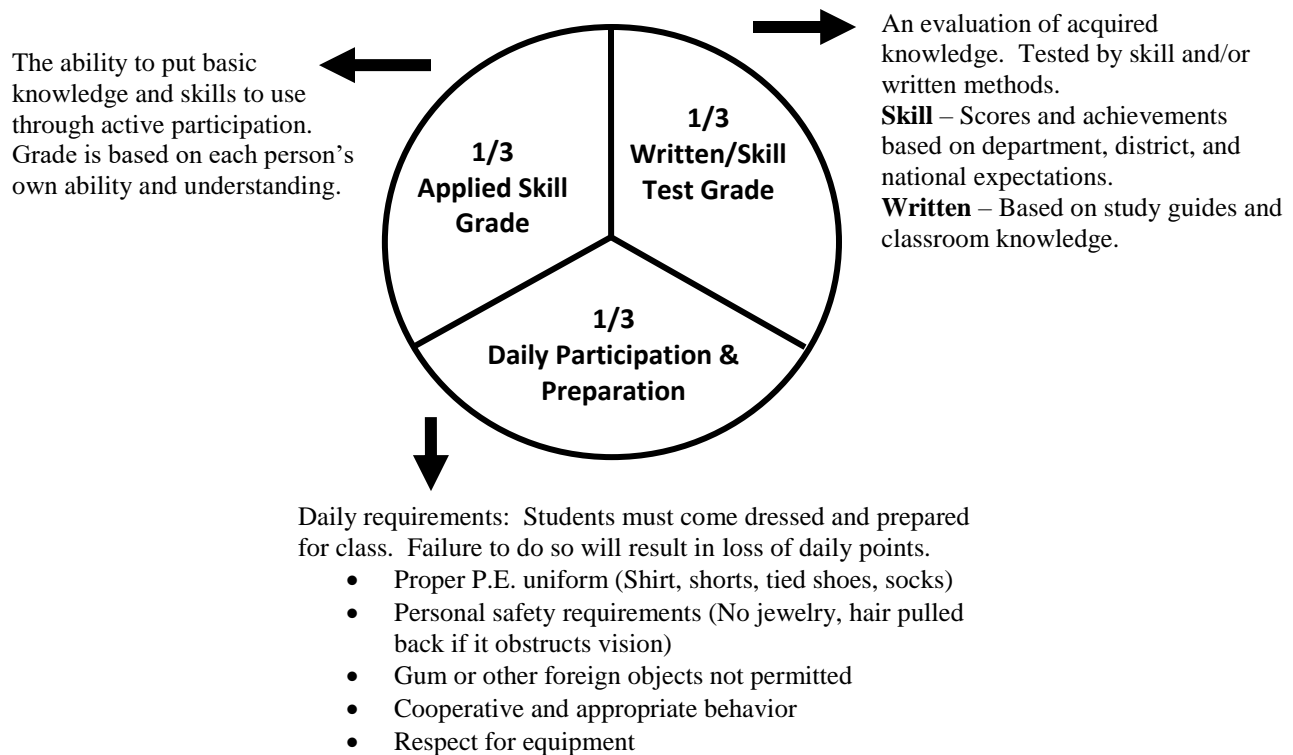 The ability to put basic
knowledge and skills to use
through active participation.
Grade is based on each person’s
own ability and understanding.
1/3
Applied Skill
Grade
1/3
Written/Skill
Test Grade
An evaluation of acquired
knowledge.  Tested by skill and/or
written methods.
Skill – Scores and achievements
based on department, district, and
national expectations.
Written – Based on study guides and
classroom knowledge.
1/3
Daily Participation &
Preparation
Daily requirements:  Students must come dressed and prepared
for class.  Failure to do so will result in loss of daily points.
• Proper P.E. uniform (Shirt, shorts, tied shoes, socks)
• Personal safety requirements (No jewelry, hair pulled
back if it obstructs vision)
• Gum or other foreign objects not permitted
• Cooperative and appropriate behavior
• Respect for equipment